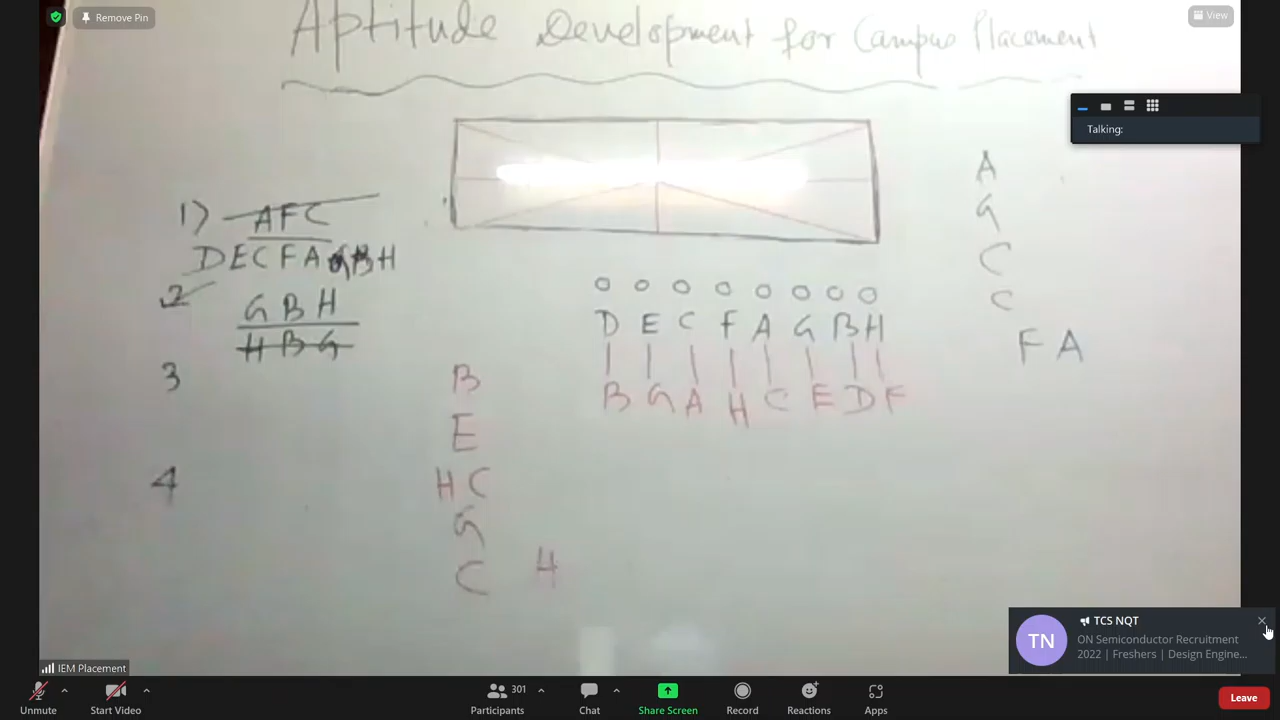 Remove Pin
View
Aptitude Development for Campus Placement
Talking:
1) AFC
DECFAGBH
2
GBH
HBG
3
4
A
G
C
C
F A
D E C F A G B H
B G A H C E D F
B
E
H C
G
C 4
TCS NQT
TN
ON Semiconductor Recruitment
2022 | Freshers | Design Engine...
IEM Placement
301
Unmute
Start Video
Participants
Chat
Share Screen
Record
Reactions
Apps
Leave